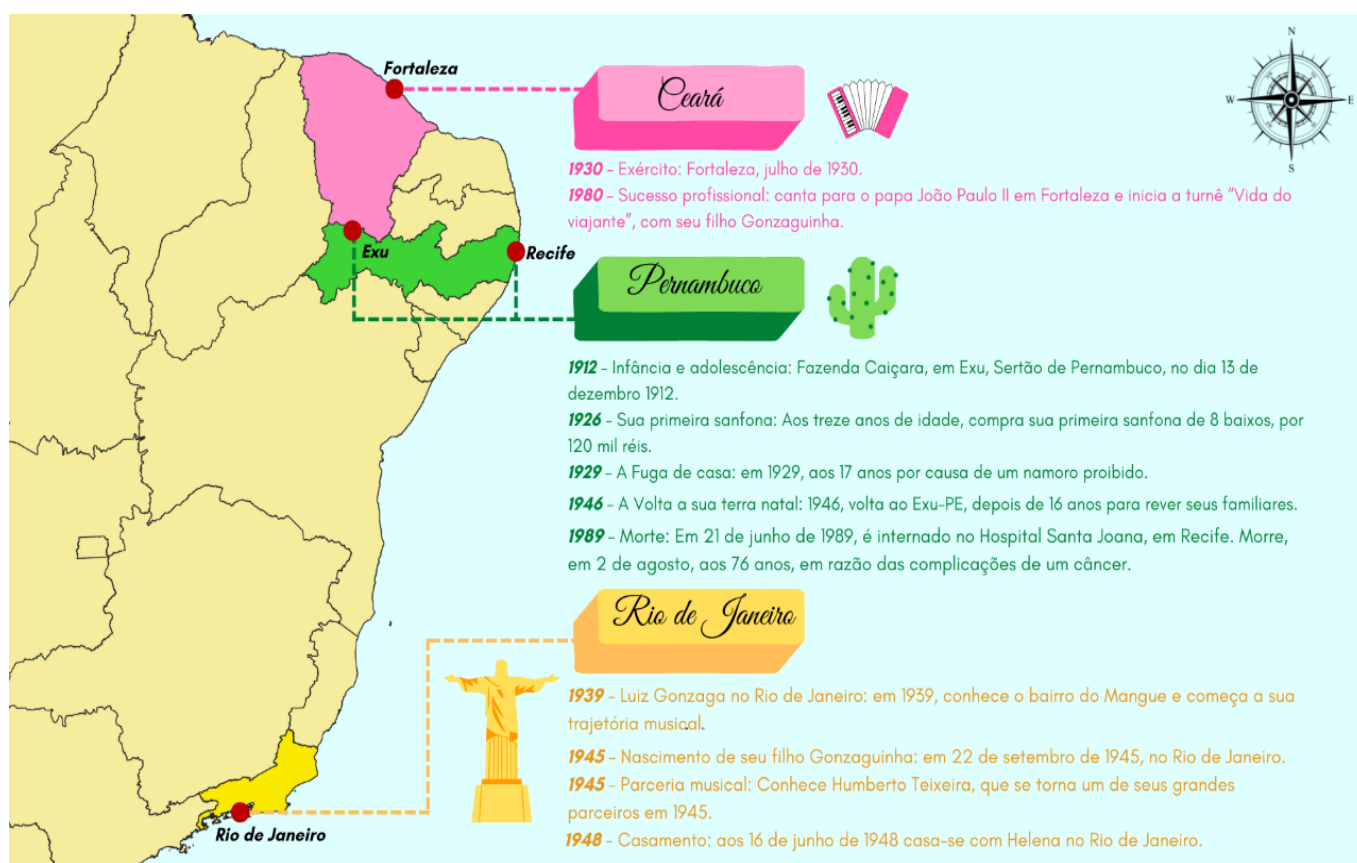 N
W
E
S
Fortaleza
Ceará
1930 - Exército: Fortaleza, julho de 1930.
1980 - Sucesso profissional: canta para o papa João Paulo II em Fortaleza e inicia a turnê “Vida do
viajante”, com seu filho Gonzaguinha.
Exu
Recife
Pernambuco
1912 - Infância e adolescência: Fazenda Caiçara, em Exu, Sertão de Pernambuco, no dia 13 de
dezembro 1912.
1926 - Sua primeira sanfona: Aos treze anos de idade, compra sua primeira sanfona de 8 baixos, por
120 mil réis.
1929 - A Fuga de casa: em 1929, aos 17 anos por causa de um namoro proibido.
1946 - A Volta a sua terra natal: 1946, volta ao Exu-PE, depois de 16 anos para rever seus familiares.
1989 - Morte: Em 21 de junho de 1989, é internado no Hospital Santa Joana, em Recife. Morre,
em 2 de agosto, aos 76 anos, em razão das complicações de um câncer.
Rio de Janeiro
1939 - Luiz Gonzaga no Rio de Janeiro: em 1939, conhece o bairro do Mangue e começa a sua
trajetória musical.
1945 - Nascimento de seu filho Gonzaguinha: em 22 de setembro de 1945, no Rio de Janeiro.
1945 - Parceria musical: Conhece Humberto Teixeira, que se torna um de seus grandes
parceiros em 1945.
1948 - Casamento: aos 16 de junho de 1948 casa-se com Helena no Rio de Janeiro.
Rio de Janeiro